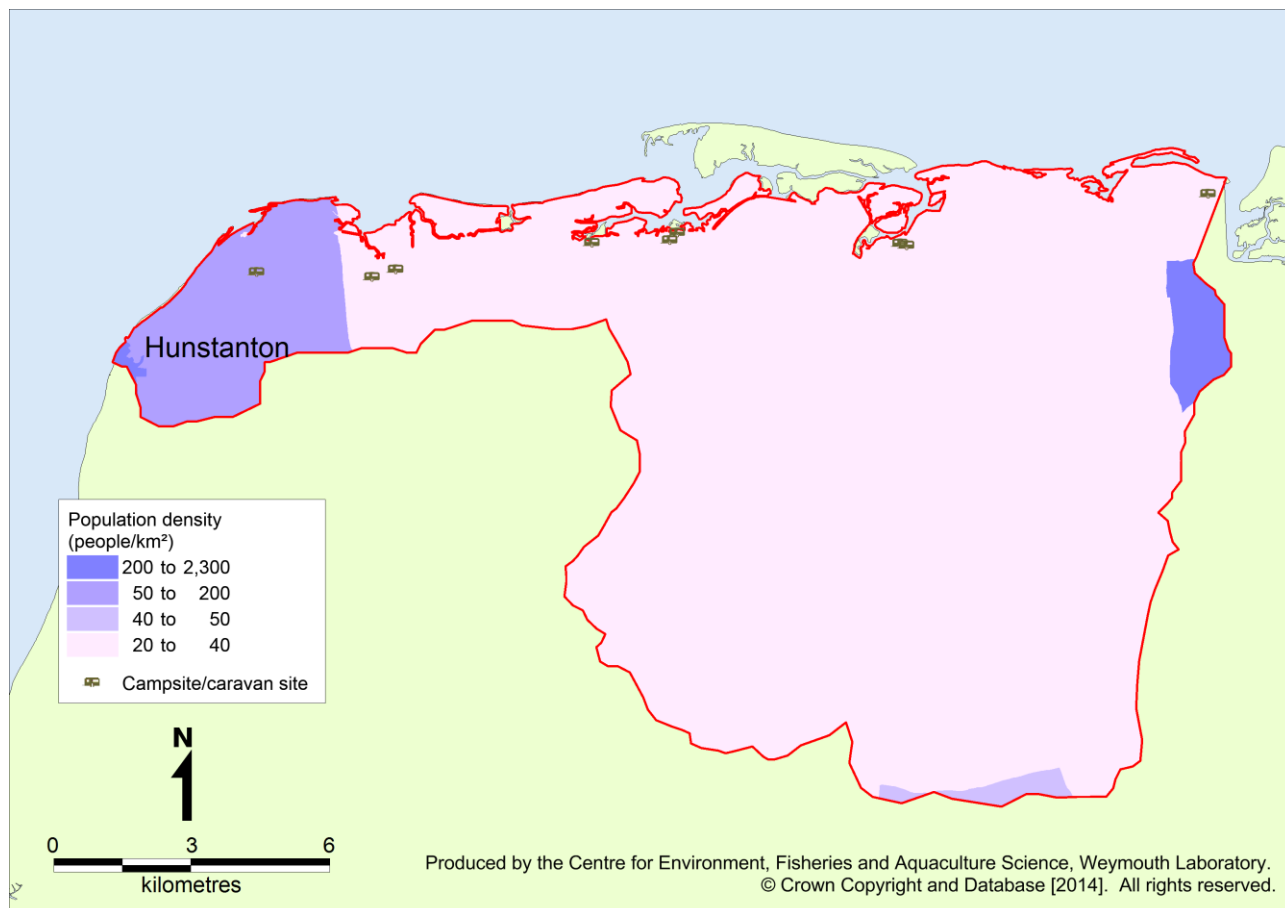 Hunstanton
Population density
(people/km²)
200 to 2,300
50 to 200
40 to 50
20 to 40
Campsite/caravan site
N
0 3 6
kilometres
Produced by the Centre for Environment, Fisheries and Aquaculture Science, Weymouth Laboratory.
© Crown Copyright and Database [2014]. All rights reserved.